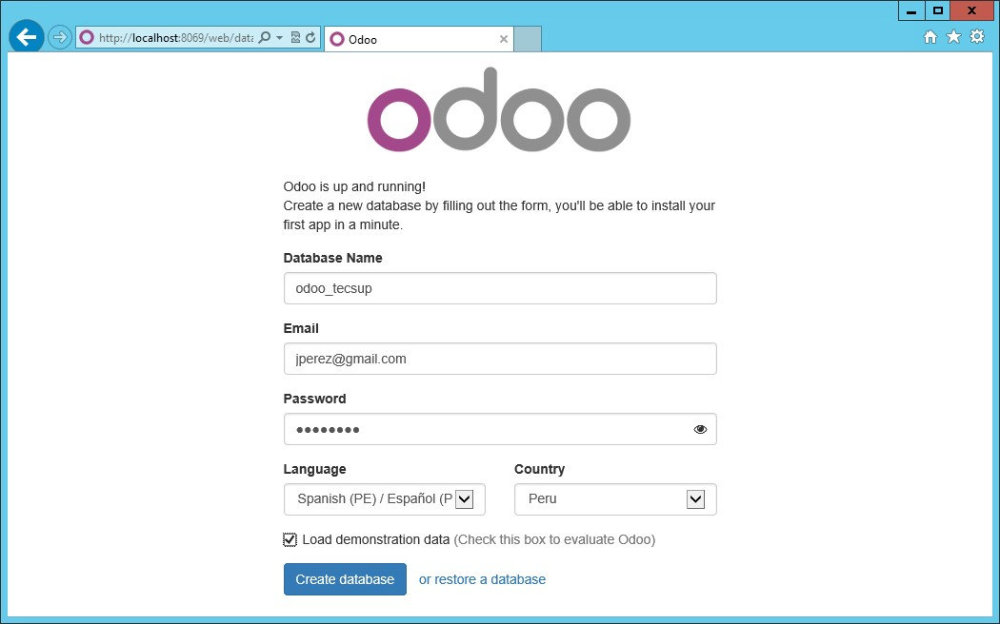 http://localhost:8069/web/data
Odoo
odoo
Odoo is up and running!
Create a new database by filling out the form, you'll be able to install your
first app in a minute.
Database Name
odoo_tecsup
Email
jperez@gmail.com
Password
Language
Country
Spanish (PE) / Español (P
Peru
Load demonstration data (Check this box to evaluate Odoo)
Create database or restore a database